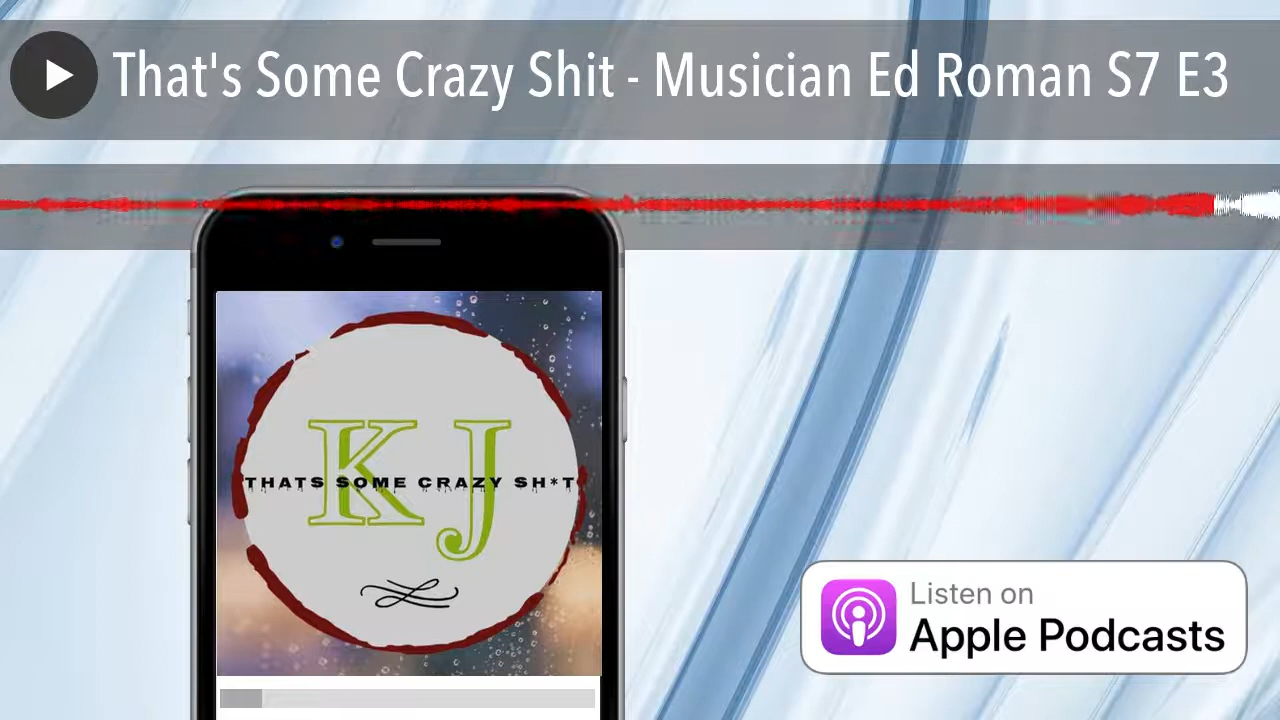 That's Some Crazy Shit - Musician Ed Roman S7 E3
KJ
THATS SOME CRAZY SH*T
Listen on
Apple Podcasts